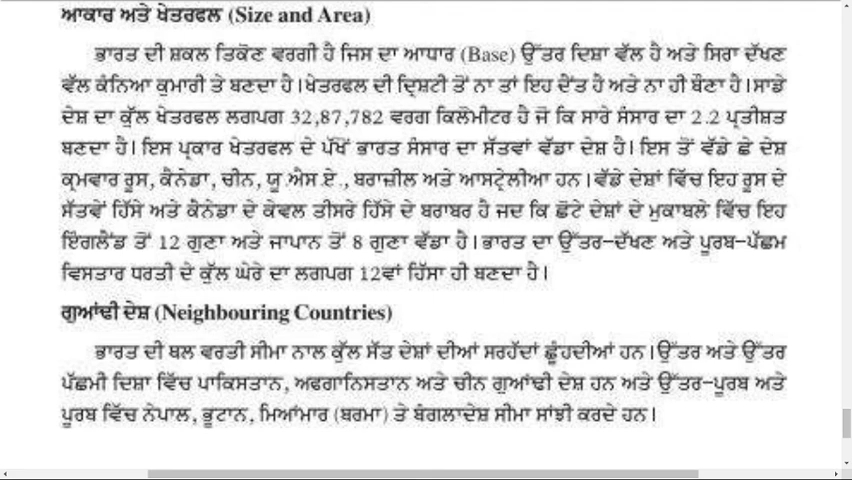 ਆਕਾਰ ਅਤੇ ਖੇਤਰਫਲ (Size and Area)
ਭਾਰਤ ਦੀ ਸ਼ਕਲ ਤਿਕੋਣ ਵਰਗੀ ਹੈ ਜਿਸ ਦਾ ਆਧਾਰ (Base) ਉੱਤਰ ਦਿਸ਼ਾ ਵੱਲ ਹੈ ਅਤੇ ਸਿਰਾ ਦੱਖਣ
ਵੱਲ ਕੰਨਿਆ ਕੁਮਾਰੀ ਤੇ ਬਣਦਾ ਹੈ। ਖੇਤਰਫਲ ਦੀ ਦ੍ਰਿਸ਼ਟੀ ਤੋਂ ਨਾ ਤਾਂ ਇਹ ਦੇਂਤ ਹੈ ਅਤੇ ਨਾ ਹੀ ਬੌਣਾ ਹੈ। ਸਾਡੇ
ਦੇਸ਼ ਦਾ ਕੁੱਲ ਖੇਤਰਫਲ ਲਗਪਗ 32,87,782 ਵਰਗ ਕਿਲੋਮੀਟਰ ਹੈ ਜੋ ਕਿ ਸਾਰੇ ਸੰਸਾਰ ਦਾ 2.2 ਪ੍ਰਤੀਸ਼ਤ
ਬਣਦਾ ਹੈ। ਇਸ ਪ੍ਰਕਾਰ ਖੇਤਰਫਲ ਦੇ ਪੱਖੋਂ ਭਾਰਤ ਸੰਸਾਰ ਦਾ ਸੱਤਵਾਂ ਵੱਡਾ ਦੇਸ਼ ਹੈ। ਇਸ ਤੋਂ ਵੱਡੇ ਛੇ ਦੇਸ਼
ਕ੍ਰਮਵਾਰ ਰੂਸ, ਕੈਨੇਡਾ, ਚੀਨ, ਯੂ.ਐਸ.ਏ., ਬਰਾਜ਼ੀਲ ਅਤੇ ਆਸਟ੍ਰੇਲੀਆ ਹਨ। ਵੱਡੇ ਦੇਸ਼ਾਂ ਵਿੱਚ ਇਹ ਰੂਸ ਦੇ
ਸੱਤਵੇਂ ਹਿੱਸੇ ਅਤੇ ਕੈਨੇਡਾ ਦੇ ਕੇਵਲ ਤੀਸਰੇ ਹਿੱਸੇ ਦੇ ਬਰਾਬਰ ਹੈ ਜਦ ਕਿ ਛੋਟੇ ਦੇਸ਼ਾਂ ਦੇ ਮੁਕਾਬਲੇ ਵਿੱਚ ਇਹ
ਇੰਗਲੈਂਡ ਤੋਂ 12 ਗੁਣਾ ਅਤੇ ਜਾਪਾਨ ਤੋਂ 8 ਗੁਣਾ ਵੱਡਾ ਹੈ। ਭਾਰਤ ਦਾ ਉੱਤਰ-ਦੱਖਣ ਅਤੇ ਪੂਰਬ-ਪੱਛਮ
ਵਿਸਤਾਰ ਧਰਤੀ ਦੇ ਕੁੱਲ ਘੇਰੇ ਦਾ ਲਗਪਗ 12ਵਾਂ ਹਿੱਸਾ ਹੀ ਬਣਦਾ ਹੈ।
ਗੁਆਂਢੀ ਦੇਸ਼ (Neighbouring Countries)
ਭਾਰਤ ਦੀ ਥਲ ਵਰਤੀ ਸੀਮਾ ਨਾਲ ਕੁੱਲ ਸੱਤ ਦੇਸ਼ਾਂ ਦੀਆਂ ਸਰਹੱਦਾਂ ਛੂੰਹਦੀਆਂ ਹਨ। ਉੱਤਰ ਅਤੇ ਉੱਤਰ
ਪੱਛਮੀ ਦਿਸ਼ਾ ਵਿੱਚ ਪਾਕਿਸਤਾਨ, ਅਫਗਾਨਿਸਤਾਨ ਅਤੇ ਚੀਨ ਗੁਆਂਢੀ ਦੇਸ਼ ਹਨ ਅਤੇ ਉੱਤਰ-ਪੂਰਬ ਅਤੇ
ਪੂਰਬ ਵਿੱਚ ਨੇਪਾਲ, ਭੂਟਾਨ, ਮਿਆਂਮਾਰ (ਬਰਮਾ) ਤੇ ਬੰਗਲਾਦੇਸ਼ ਸੀਮਾ ਸਾਂਝੀ ਕਰਦੇ ਹਨ।